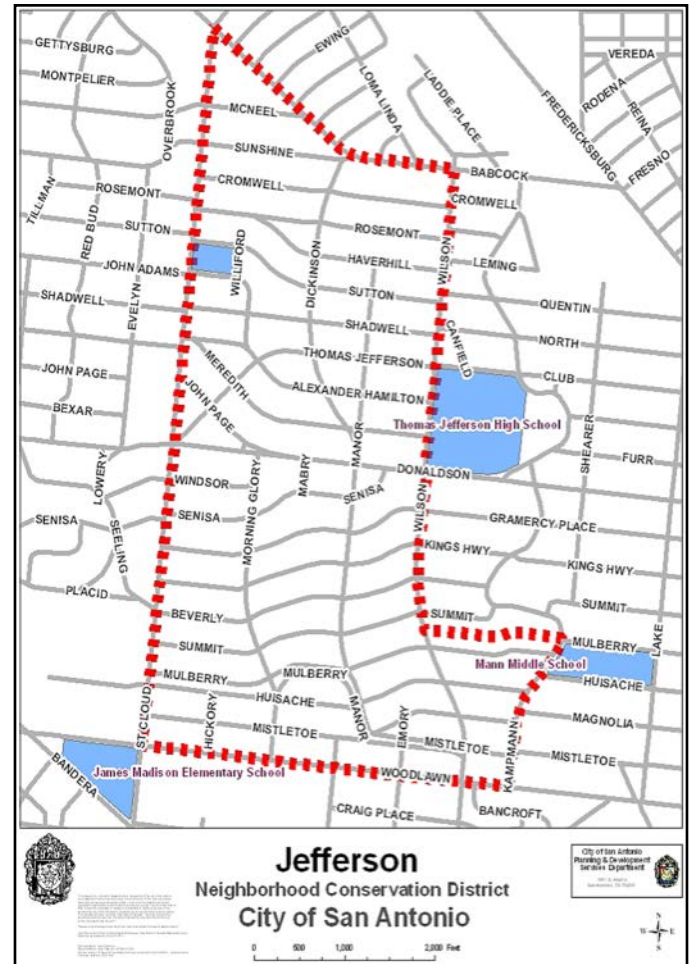 GETTYSBURG
EWING
VEREDA
MONTPELIER
OVERBROOK
LOMA LINDA
LADDIE PLACE
FREDERICKSBURG
RODENA
REINA
FRESNO
MCNEEL
SUNSHINE
BABCOCK
TILLMAN
RED BUD
ROSEMONT
CROMWELL
CROMWELL
SUTTON
WILLIFORD
DICKINSON
ROSEMONT
WILSON
JOHN ADAMS
HAVERHILL
LEMING
EVELYN
SUTTON
QUENTIN
SHADWELL
SHADWELL
CANFIELD
NORTH
THOMAS JEFFERSON
CLUB
JOHN PAGE
MEREDITH
ALEXANDER HAMILTON
BEXAR
JOHN PAGE
Thomas Jefferson High School
SHEARER
MANOR
FURR
LOWERY
WINDSOR
MABRY
DONALDSON
SENISA
SENISA
SENISA
SEELING
MORNING GLORY
WILSON
GRAMERCY PLACE
KINGS HWY
KINGS HWY
PLACID
BEVERLY
SUMMIT
SUMMIT
SUMMIT
MULBERRY
LAKE
MULBERRY
MULBERRY
Mann Middle School
HUISACHE
HUISACHE
ST CLOUD
HICKORY
MANOR
EMORY
KAMPMANN
MAGNOLIA
MISTLETOE
MISTLETOE
MISTLETOE
BANDERA
James Madison Elementary School
WOODLAWN
CRAIG PLACE
BANCROFT
Jefferson
Neighborhood Conservation District
City of San Antonio
City of San Antonio
Planning & Development
Services Department
0 500 1,000 2,000 Feet
N
W E
S